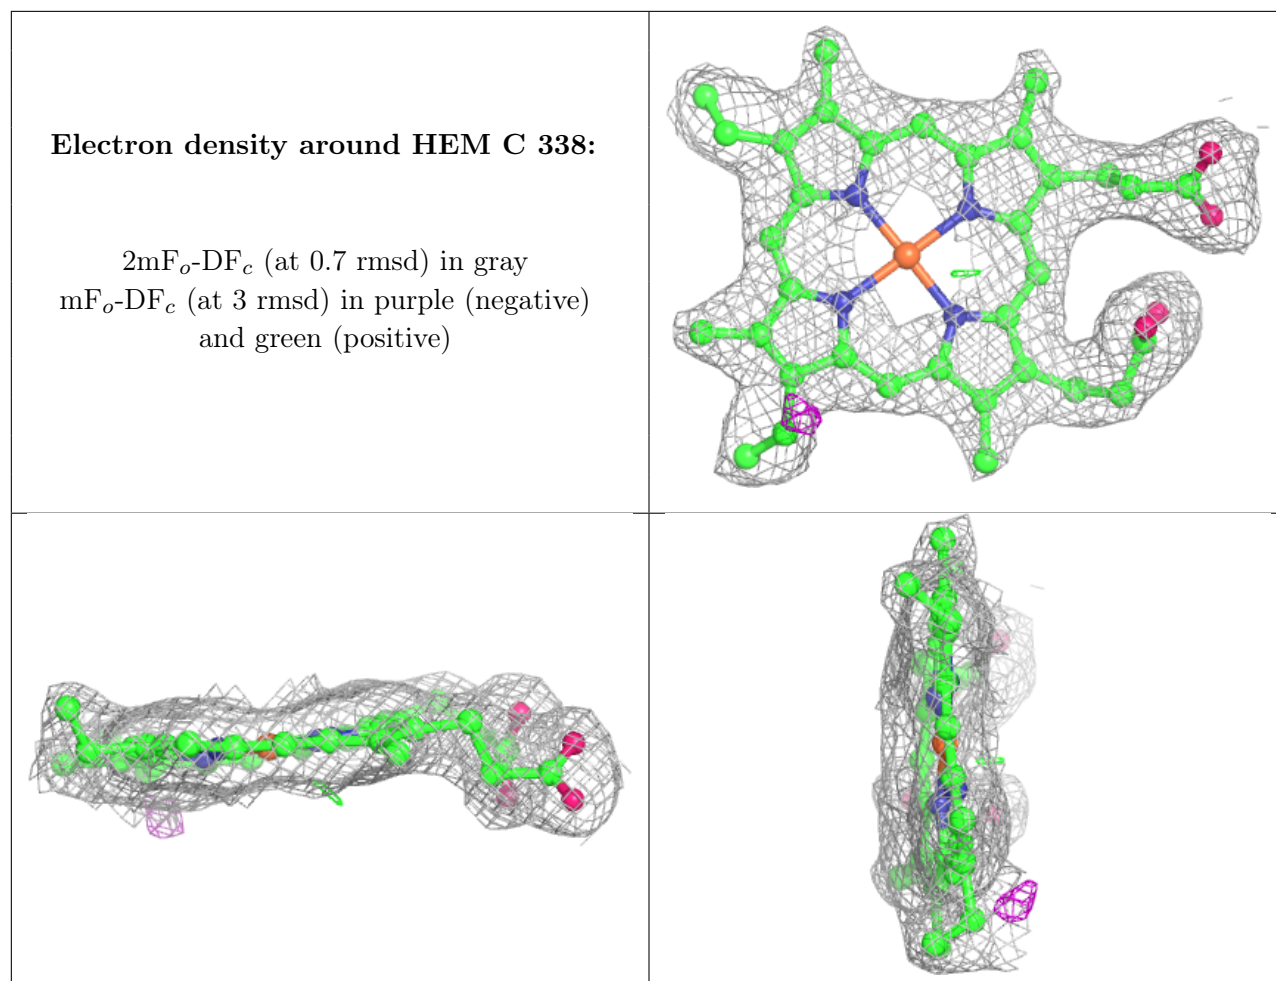 Electron density around HEM C 338:
2mFo-DFc (at 0.7 rmsd) in gray
mFo-DFc (at 3 rmsd) in purple (negative)
and green (positive)